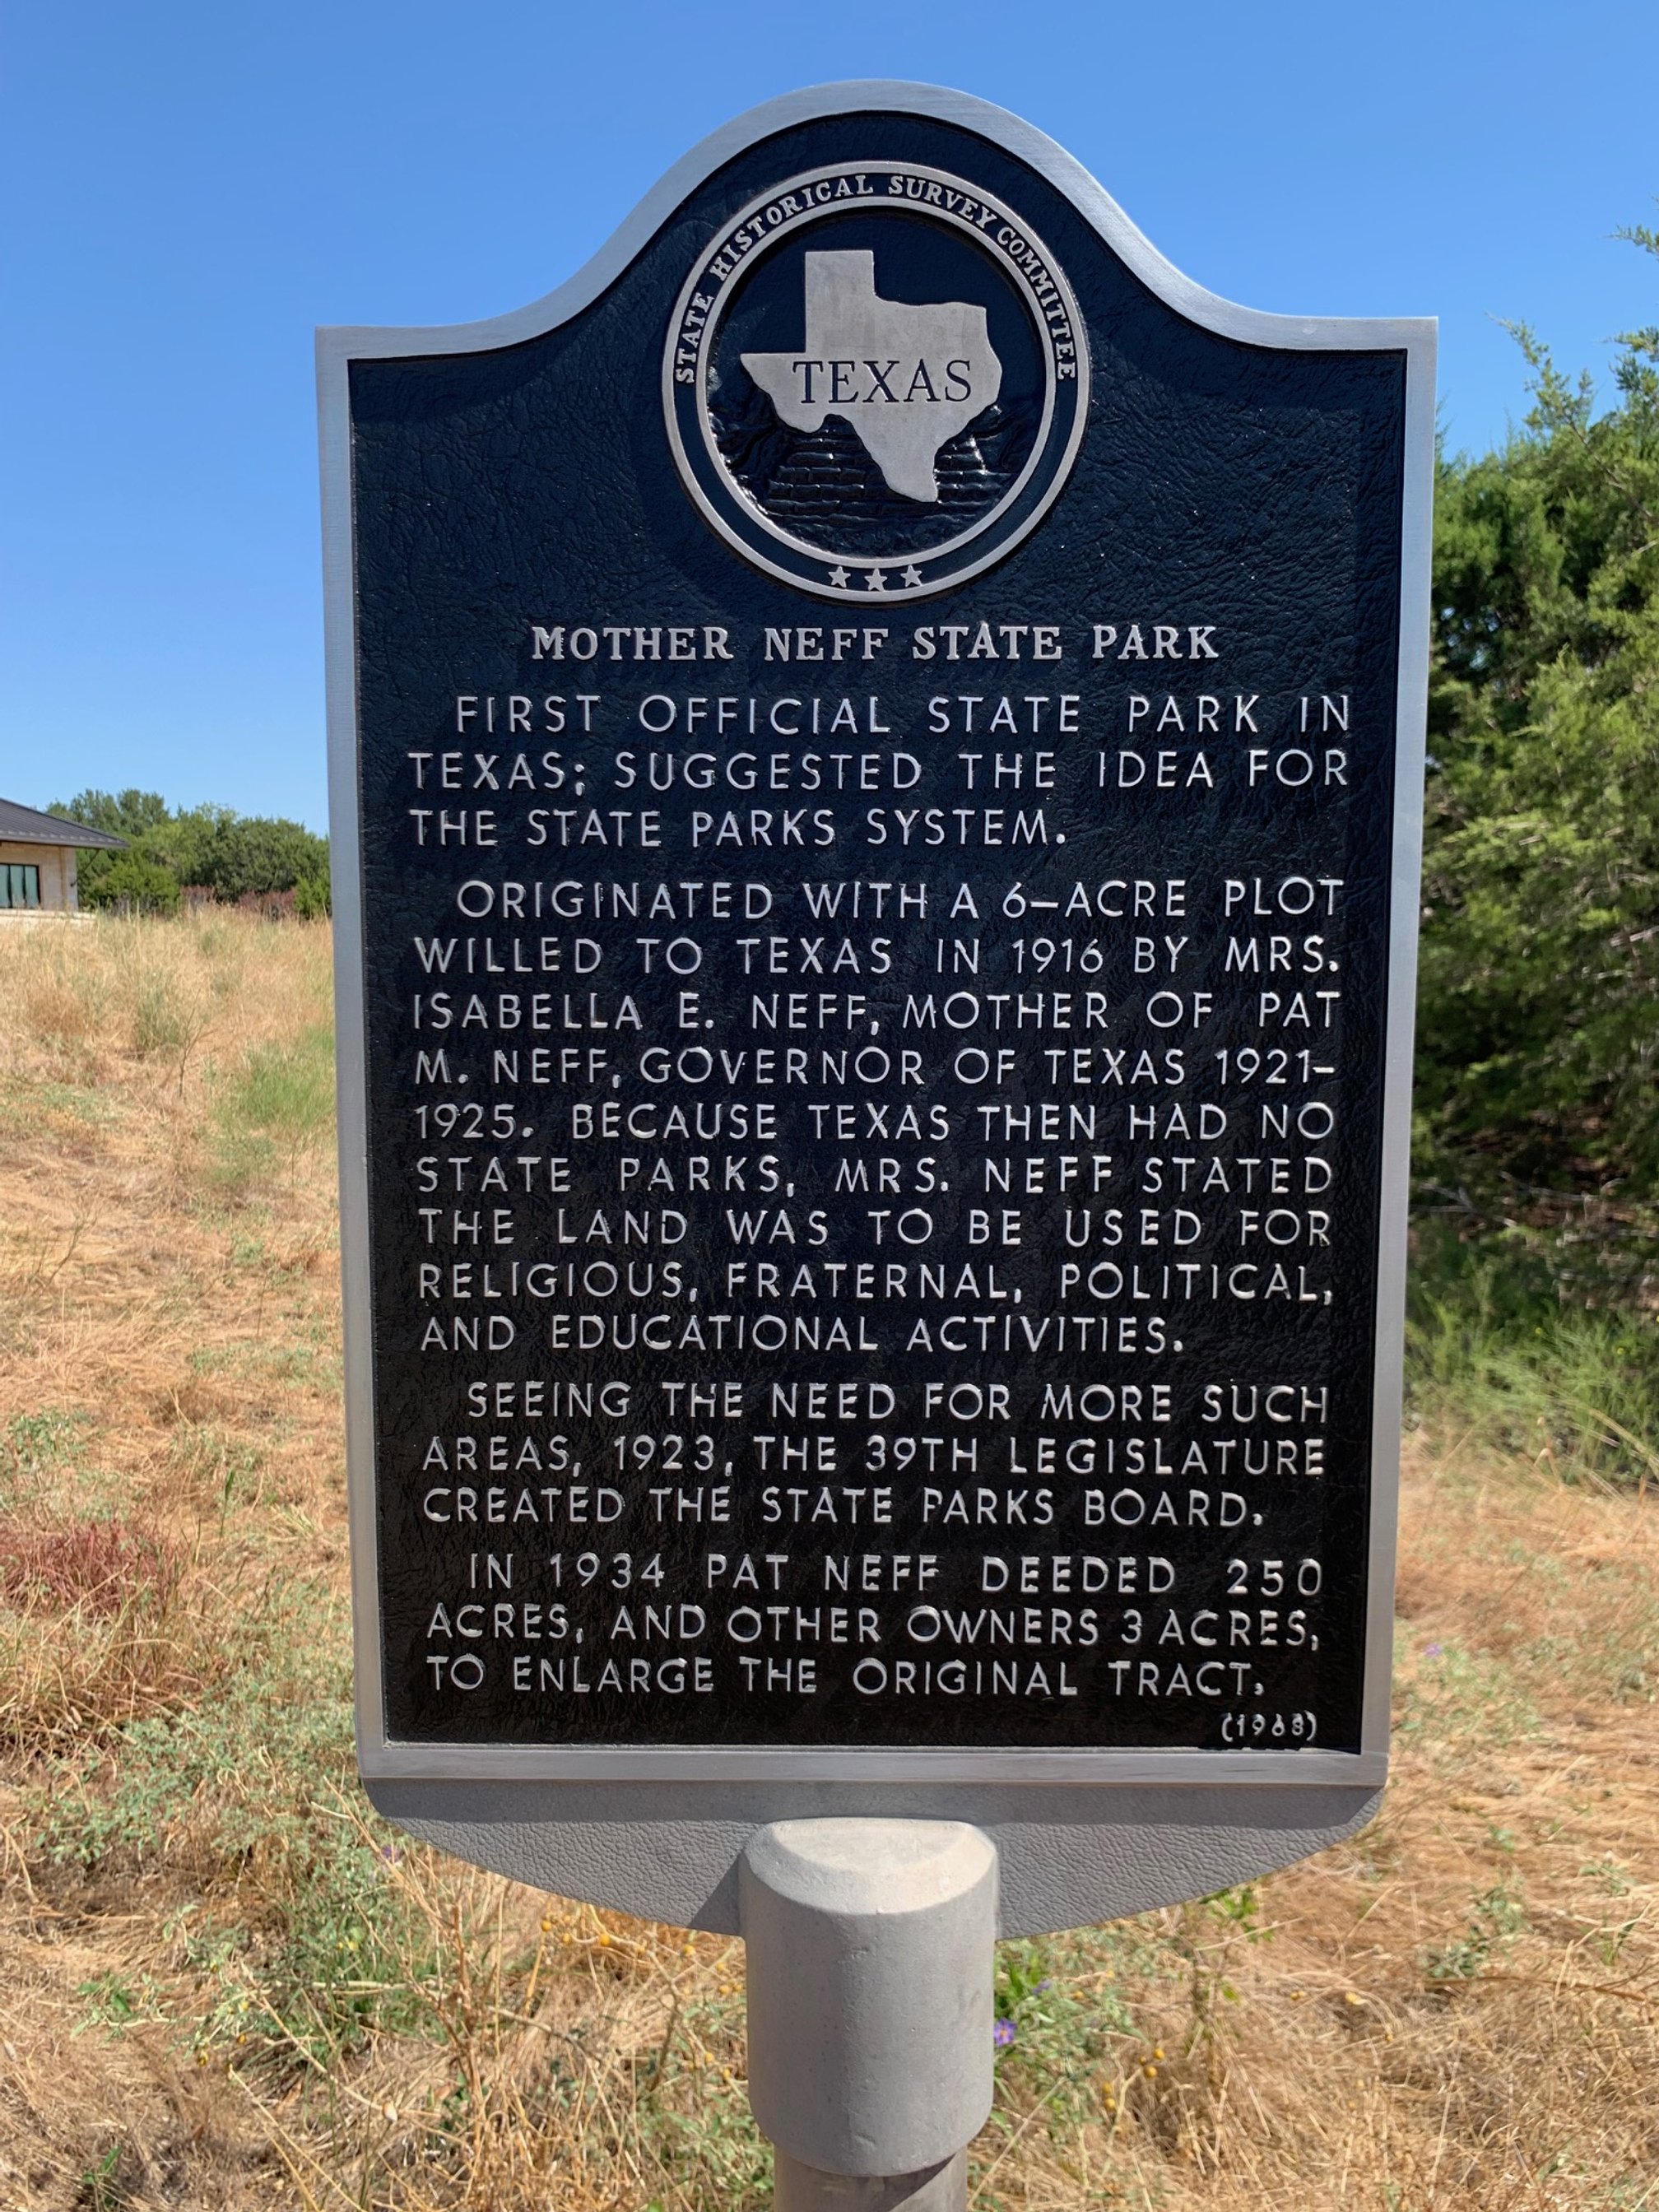 STATE HISTORICAL SURVEY COMMITTEE
TEXAS
MOTHER NEFF STATE PARK
FIRST OFFICIAL STATE PARK IN
TEXAS; SUGGESTED THE IDEA FOR
THE STATE PARKS SYSTEM.
ORIGINATED WITH A 6-ACRE PLOT
WILLED TO TEXAS IN 1916 BY MRS.
ISABELLA E. NEFF, MOTHER OF PAT
M. NEFF, GOVERNOR OF TEXAS 1921-
1925. BECAUSE TEXAS THEN HAD NO
STATE PARKS, MRS. NEFF STATED
THE LAND WAS TO BE USED FOR
RELIGIOUS, FRATERNAL, POLITICAL,
AND EDUCATIONAL ACTIVITIES.
SEEING THE NEED FOR MORE SUCH
AREAS, 1923, THE 39TH LEGISLATURE
CREATED THE STATE PARKS BOARD.
IN 1934 PAT NEFF DEEDED 250
ACRES, AND OTHER OWNERS 3 ACRES,
TO ENLARGE THE ORIGINAL TRACT.